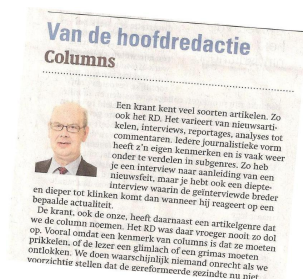 Van de hoofdredactie
Columns
Een krant kent veel soorten artikelen. Zo
ook het RD. Het varieert van nieuwsarti-
kelen, interviews, reportages, analyses tot
commentaren. Iedere journalistieke vorm
heeft z’n eigen kenmerken en is vaak weer
onder te verdelen in subgenres. Zo heb
je een interview naar aanleiding van een
nieuwsfeit, maar je hebt ook een diepte-
interview waarin de geïnterviewde breder
en dieper tot klinken komt dan wanneer hij reageert op een
bepaalde actualiteit.
De krant, ook de onze, heeft daarnaast een artikelgenre dat
we de column noemen. Het RD was daar vroeger nooit zo dol
op. Vooral omdat een kenmerk van columns is dat ze moeten
prikkelen, of de lezer een glimlach of een grimas moeten
ontlokken. We doen waarschijnlijk niemand onrecht als we
voorzichtig stellen dat de gereformeerde gezindte nu niet